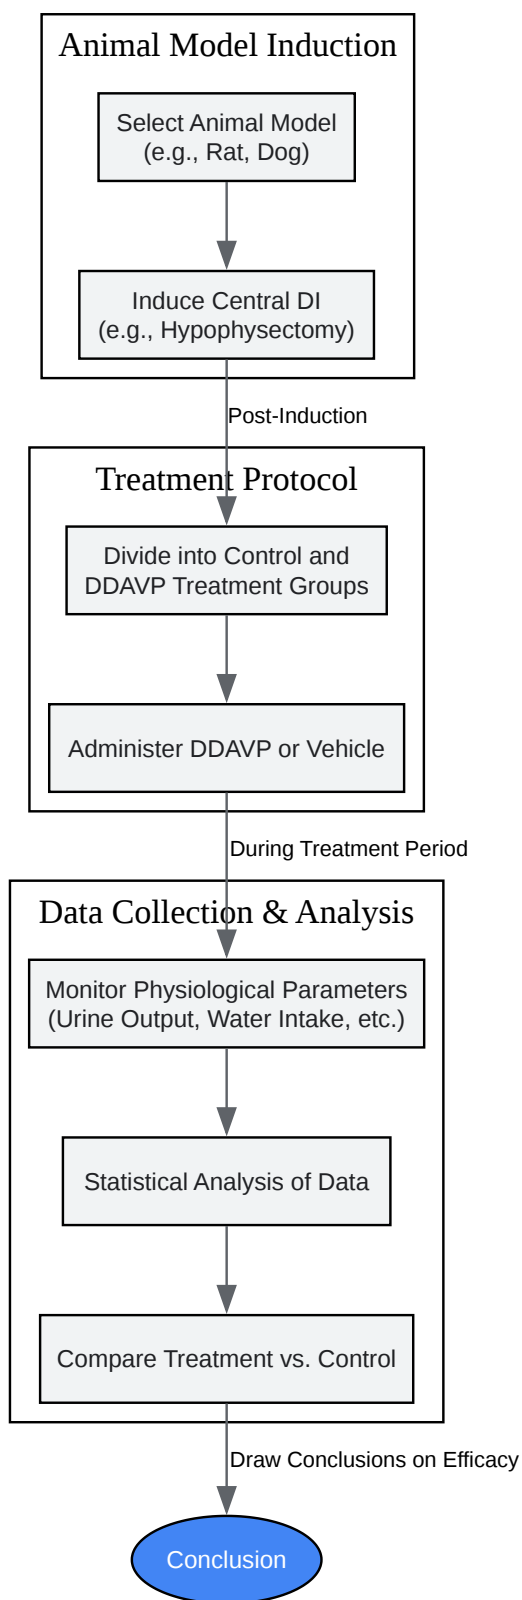 Animal Model Induction
Select Animal Model
(e.g., Rat, Dog)
Induce Central DI
(e.g., Hypophysectomy)
Post-Induction
Treatment Protocol
Divide into Control and
DDAVP Treatment Groups
Administer DDAVP or Vehicle
During Treatment Period
Data Collection & Analysis
Monitor Physiological Parameters
(Urine Output, Water Intake, etc.)
Statistical Analysis of Data
Compare Treatment vs. Control
Draw Conclusions on Efficacy
Conclusion